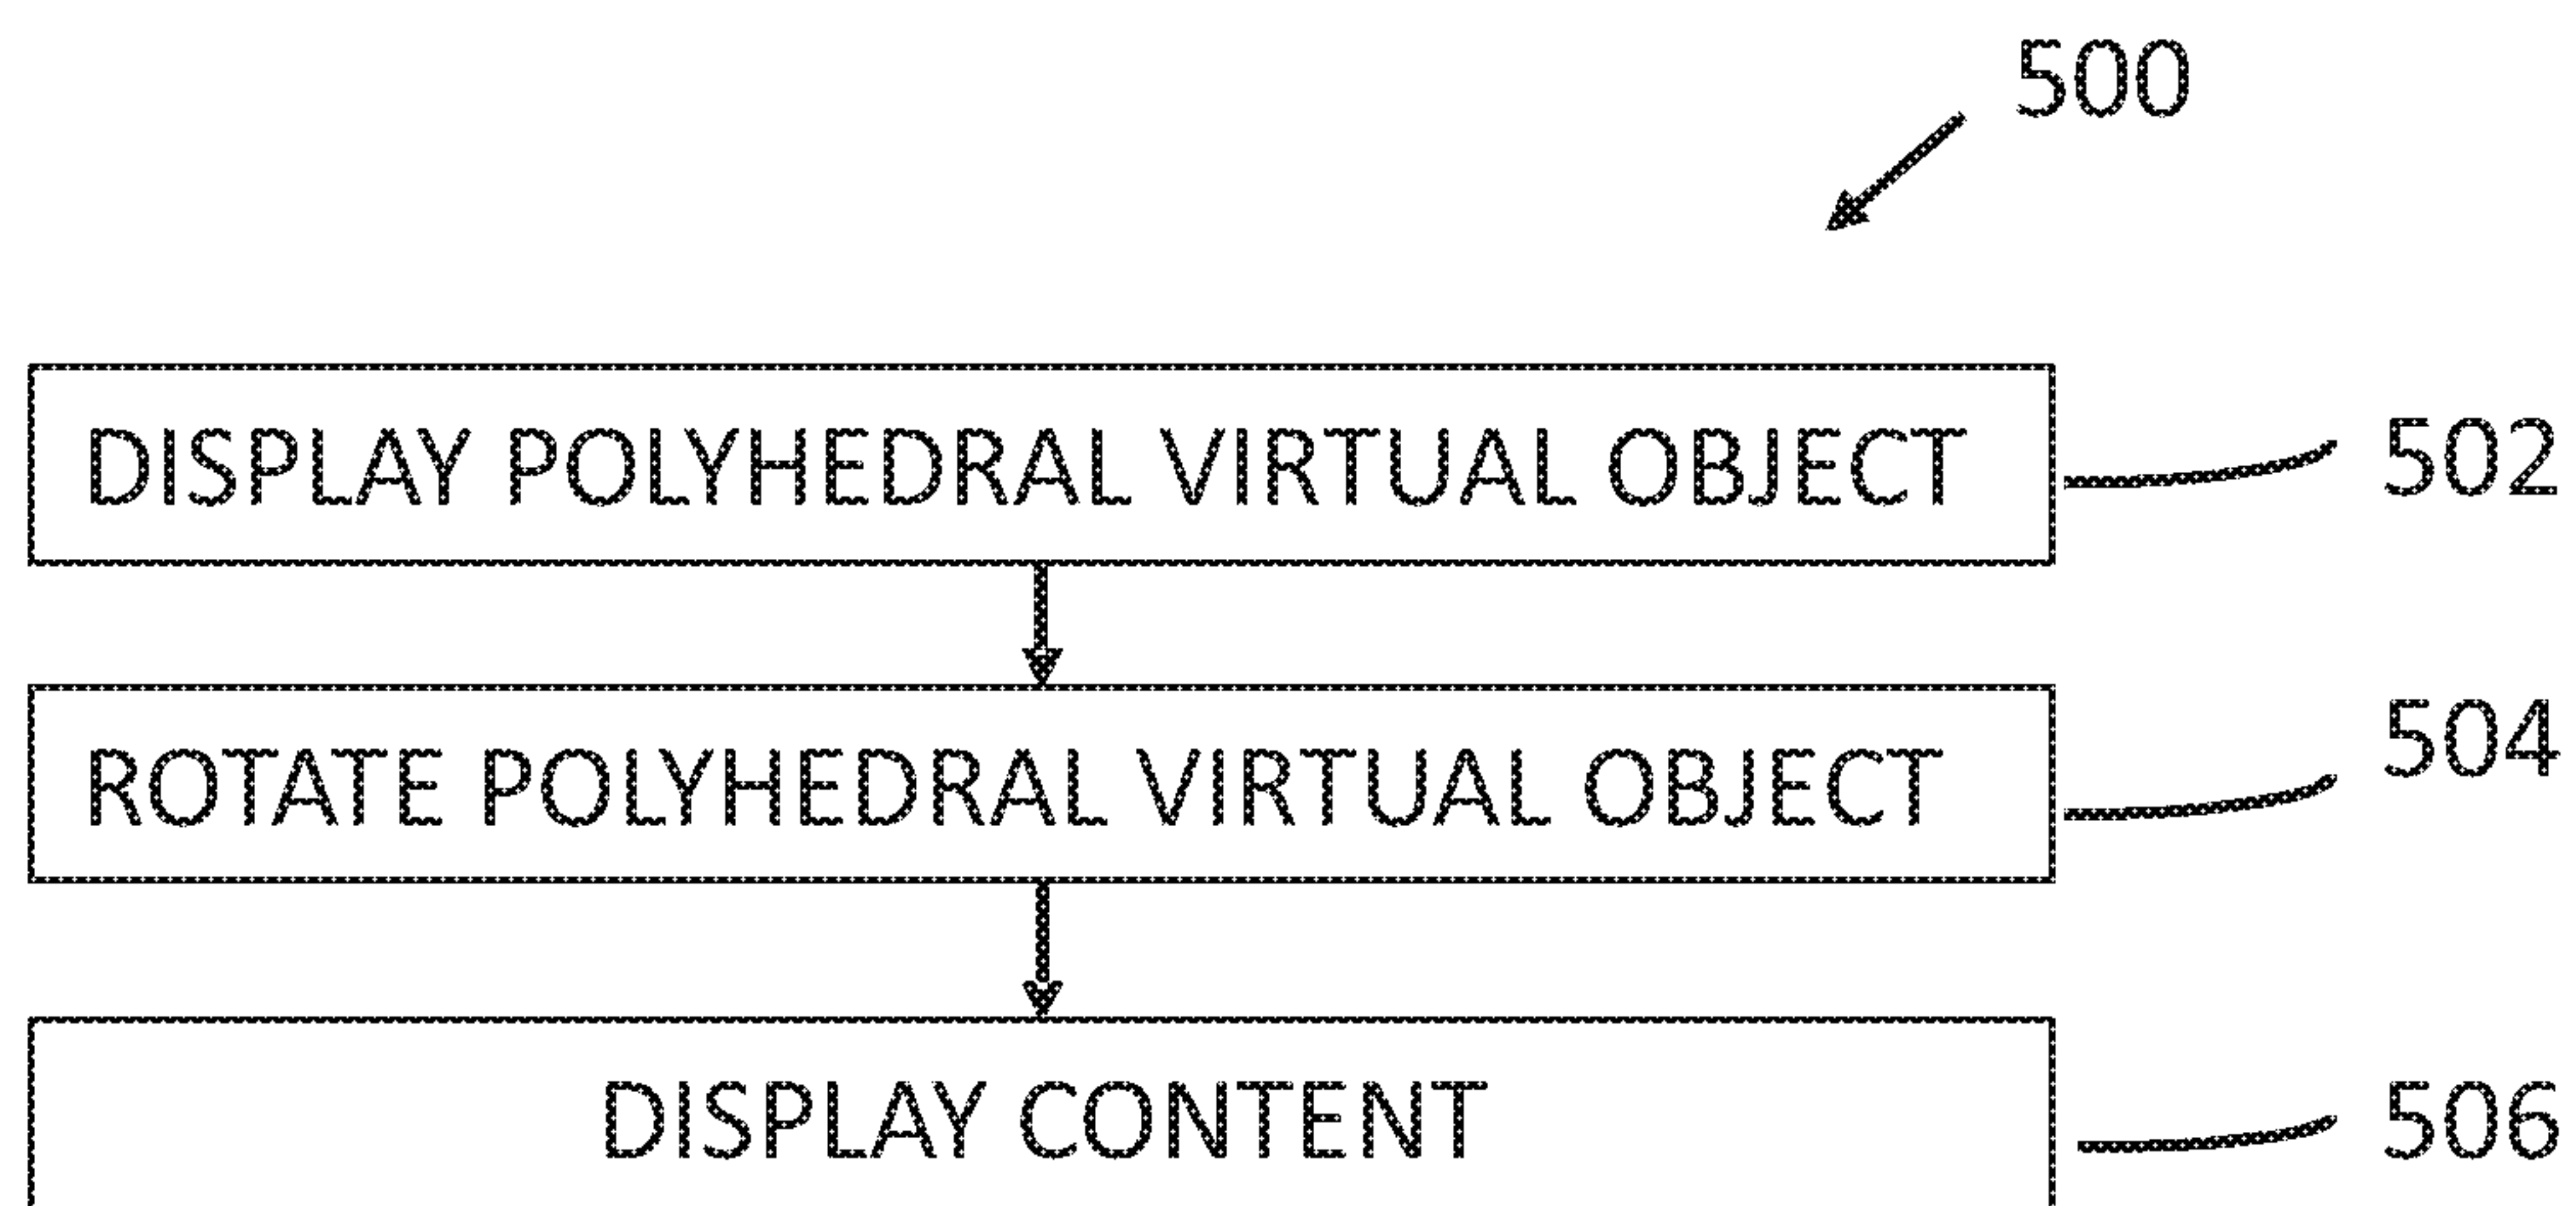 500
DISPLAY POLYHEDRAL VIRTUAL OBJECT 502
ROTATE POLYHEDRAL VIRTUAL OBJECT 504
DISPLAY CONTENT 506